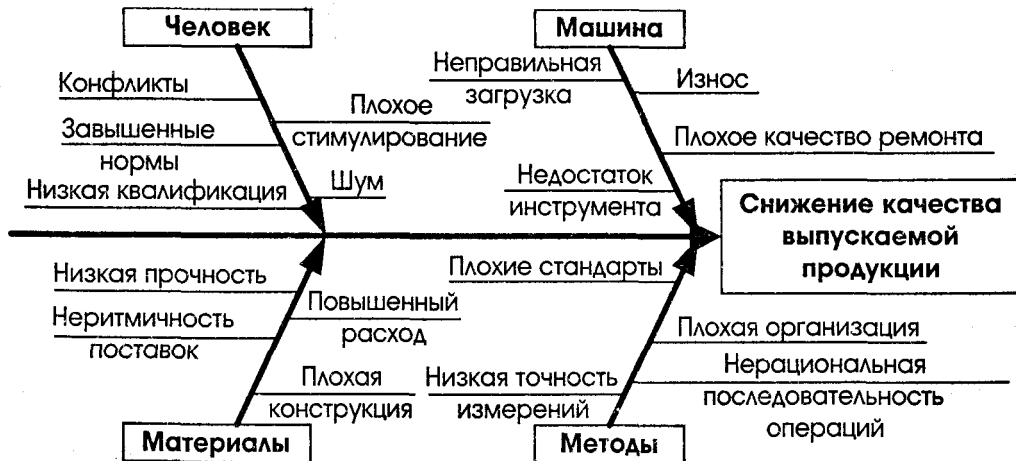 Человек
Машина
Конфликты
Завышенные
нормы
Низкая квалификация
Плохое
стимулирование
Шум
Неправильная
загрузка
Износ
Плохое качество ремонта
Недостаток
инструмента
Снижение качества
выпускаемой
продукции
Низкая прочность
Неритмичность
поставок
Повышенный
расход
Плохая
конструкция
Материалы
Плохие стандарты
Плохая организация
Низкая точность
измерений
Нерациональная
последовательность
операций
Методы